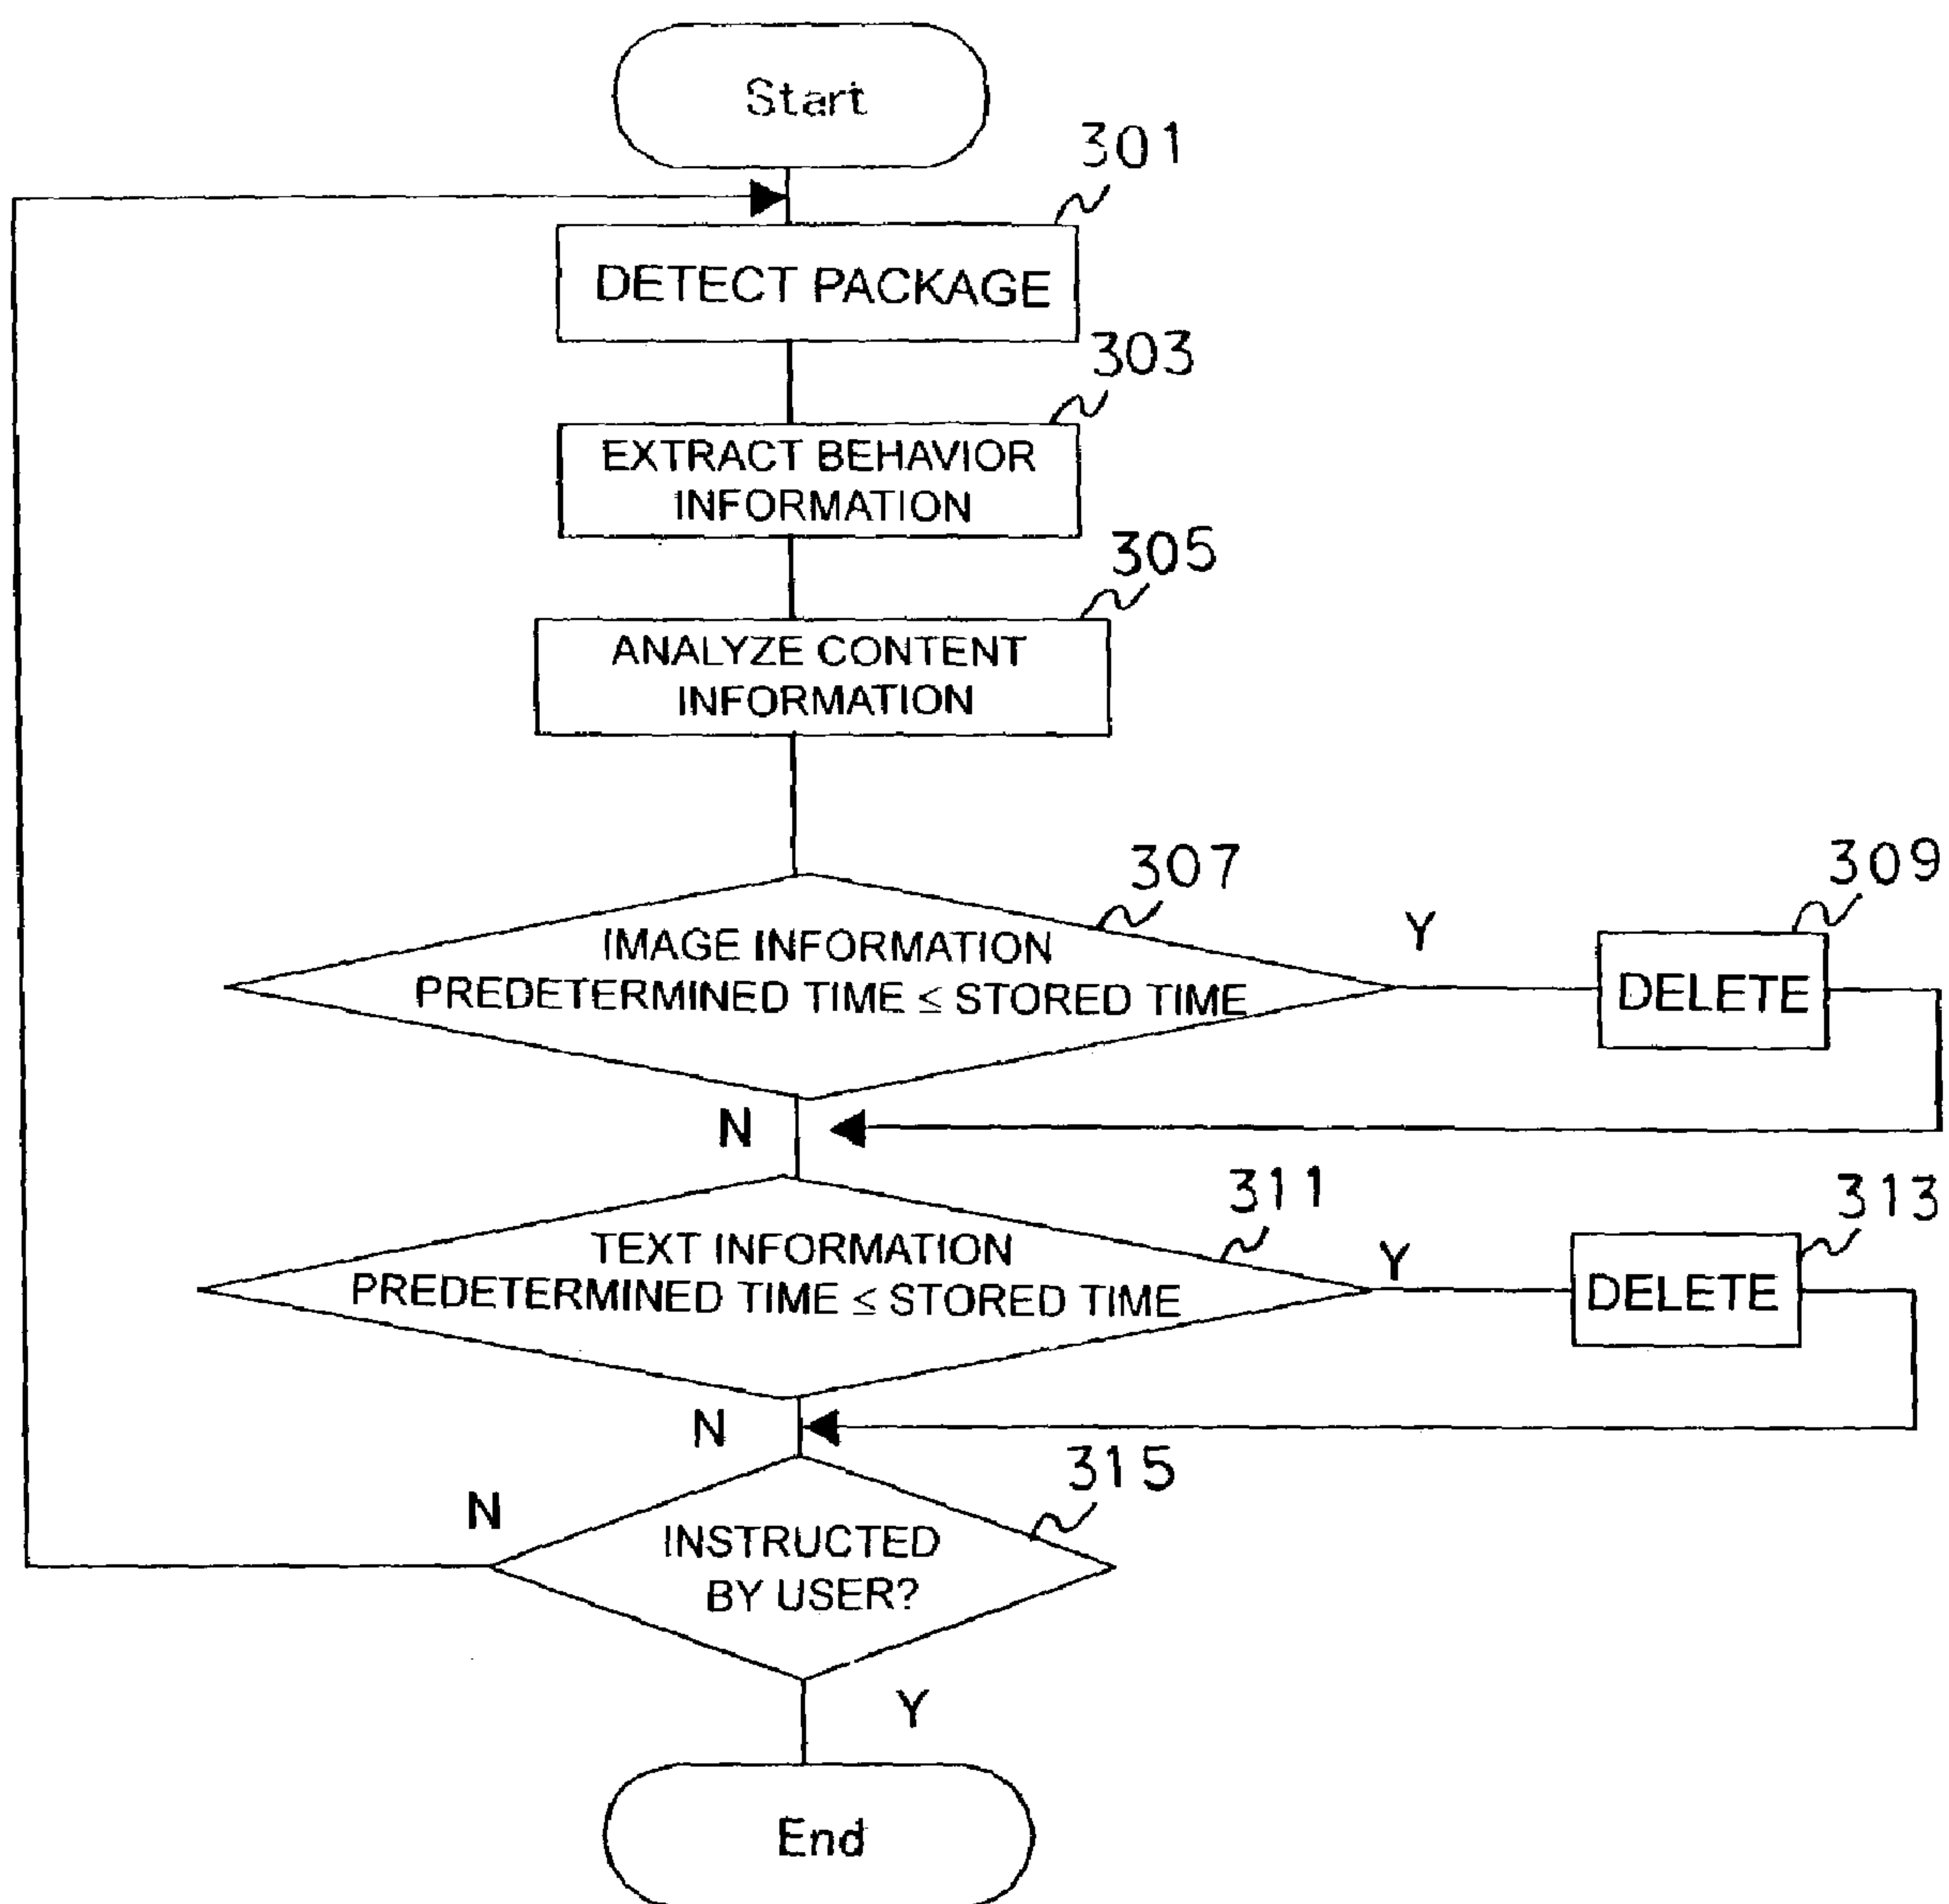 Start
301
DETECT PACKAGE
303
EXTRACT BEHAVIOR
INFORMATION
305
ANALYZE CONTENT
INFORMATION
307
309
IMAGE INFORMATION
PREDETERMINED TIME ≤ STORED TIME
Y
DELETE
N
311
313
TEXT INFORMATION
PREDETERMINED TIME ≤ STORED TIME
Y
DELETE
N
315
N
INSTRUCTED
BY USER?
Y
End